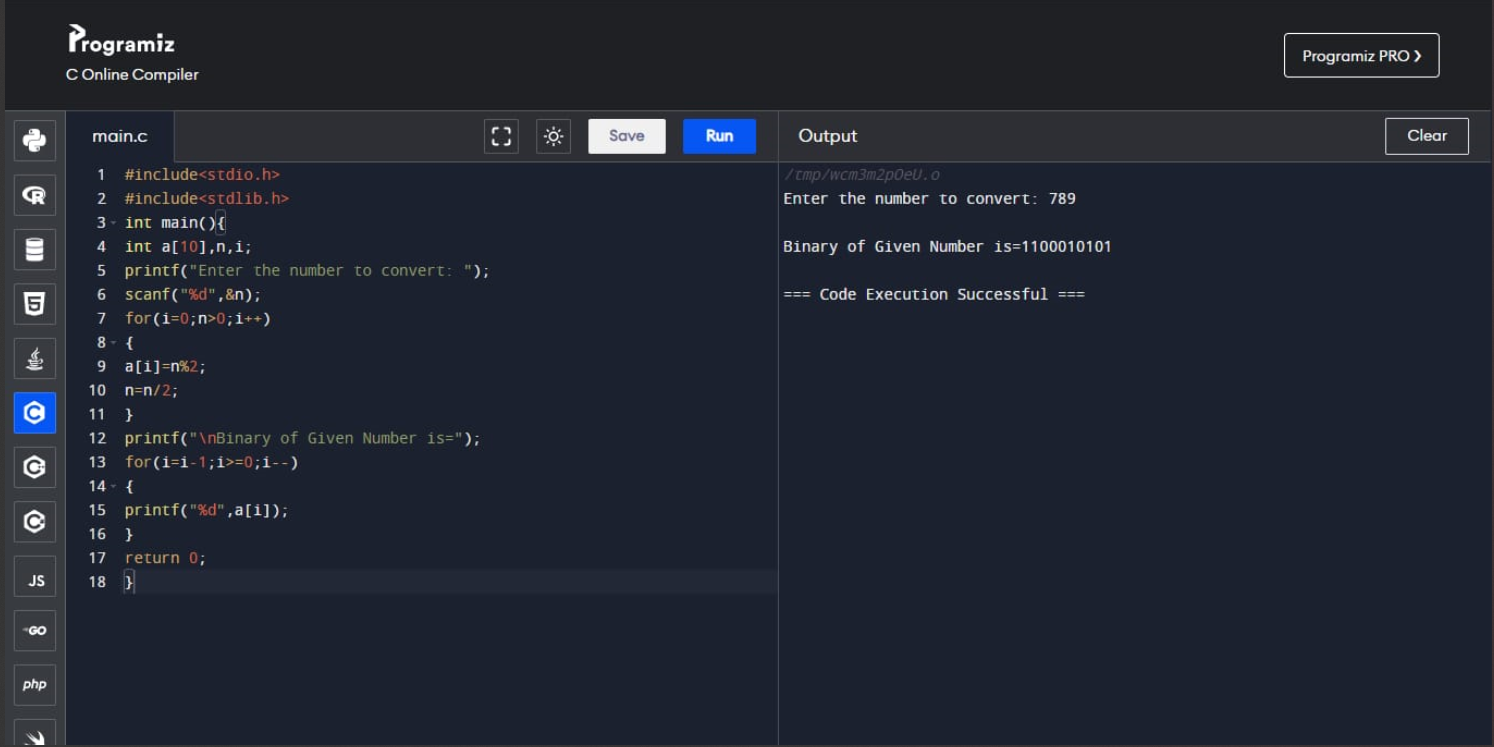 Programiz
C Online Compiler
Programiz PRO ❯
main.c
Save
Run
Output
Clear
1 #include<stdio.h>
2 #include<stdlib.h>
3 int main(){
4 int a[10],n,i;
5 printf("Enter the number to convert: ");
6 scanf("%d",&n);
7 for(i=0;n>0;i++)
8 {
9 a[i]=n%2;
10 n=n/2;
11 }
12 printf("\nBinary of Given Number is=");
13 for(i=i-1;i>=0;i--)
14 {
15 printf("%d",a[i]);
16 }
17 return 0;
18 }
/tmp/wcm3m2pOeU.o
Enter the number to convert: 789
Binary of Given Number is=1100010101
=== Code Execution Successful ===
R
5
C
C
C
JS
GO
php